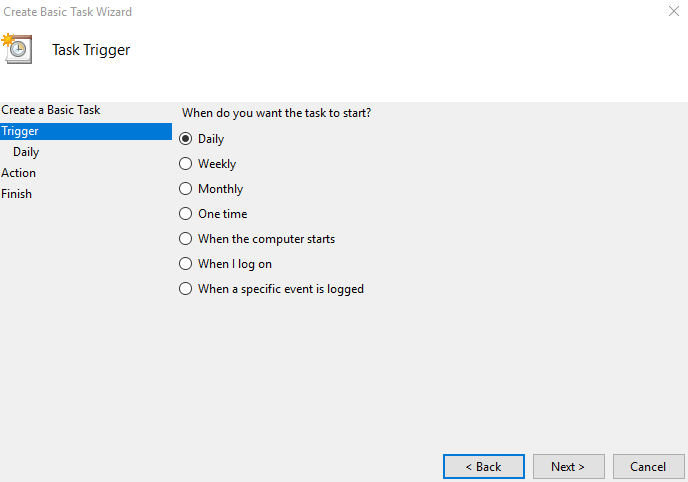 Create Basic Task Wizard
Task Trigger
Create a Basic Task
Trigger
Daily
Action
Finish
When do you want the task to start?
Daily
Weekly
Monthly
One time
When the computer starts
When I log on
When a specific event is logged
< Back
Next >
Cancel